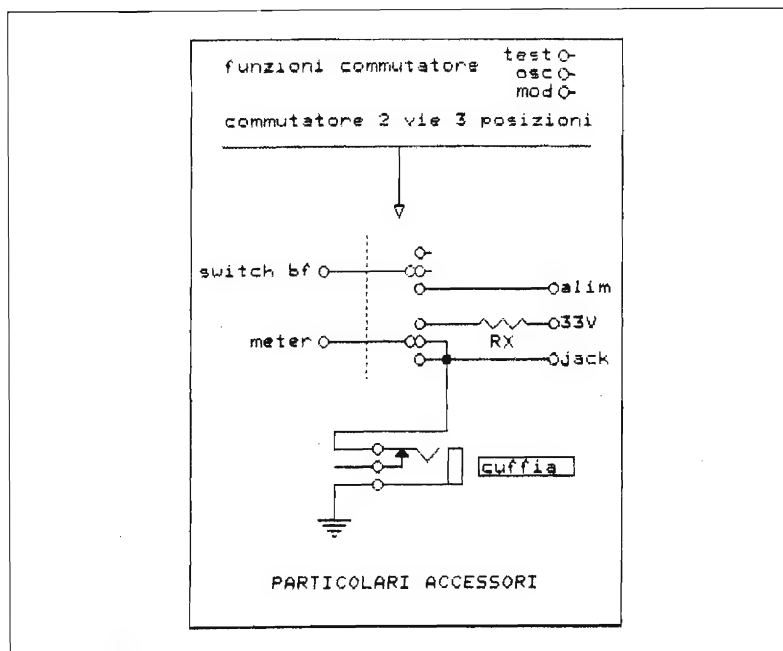 test
funzioni commutatore
osc
mod
commutatore 2 vie 3 posizioni
switch bf
alim
33V
meter
RX
jack
cuffia
PARTICOLARI ACCESSORI